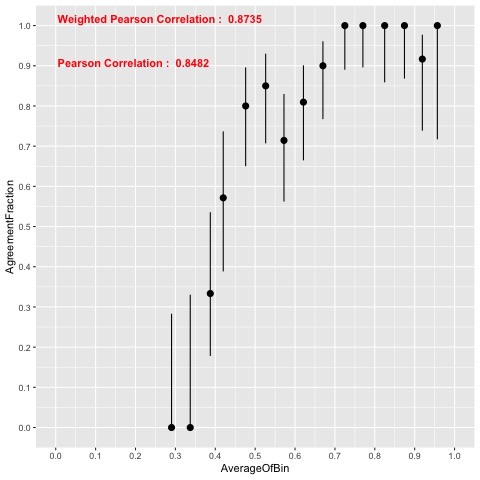 Weighted Pearson Correlation :  0.8735
Pearson Correlation :  0.8482
AgreementFraction
1.0
0.9
0.8
0.7
0.6
0.5
0.4
0.3
0.2
0.1
0.0
0.0 0.1 0.2 0.3 0.4 0.5 0.6 0.7 0.8 0.9 1.0
AverageOfBin